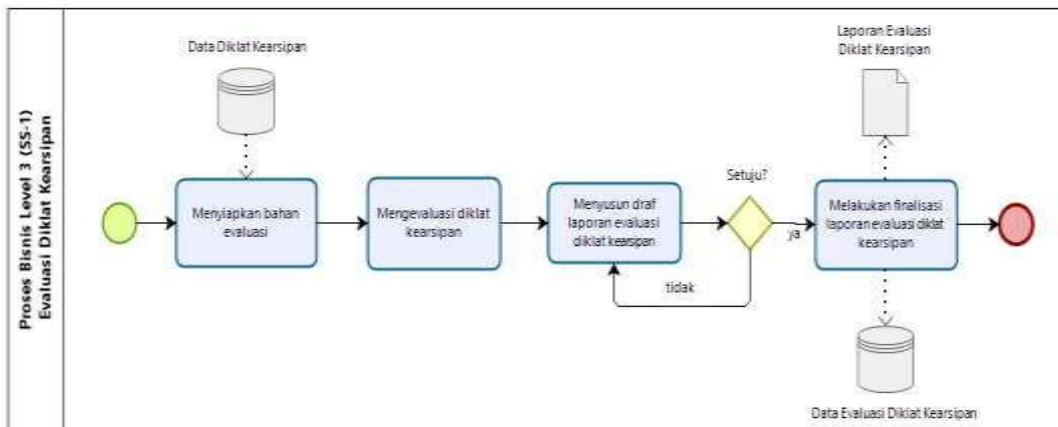 Proses Bisnis Level 3 (SS-1)
Evaluasi Diklat Kearsipan
Data Diklat Kearsipan
Menyiapkan bahan
evaluasi
Mengevaluasi diklat
kearsipan
Menyusun draf
laporan evaluasi
diklat kearsipan
Setuju?
ya
tidak
Laporan Evaluasi
Diklat Kearsipan
Melakukan finalisasi
laporan evaluasi diklat
kearsipan
Data Evaluasi Diklat Kearsipan